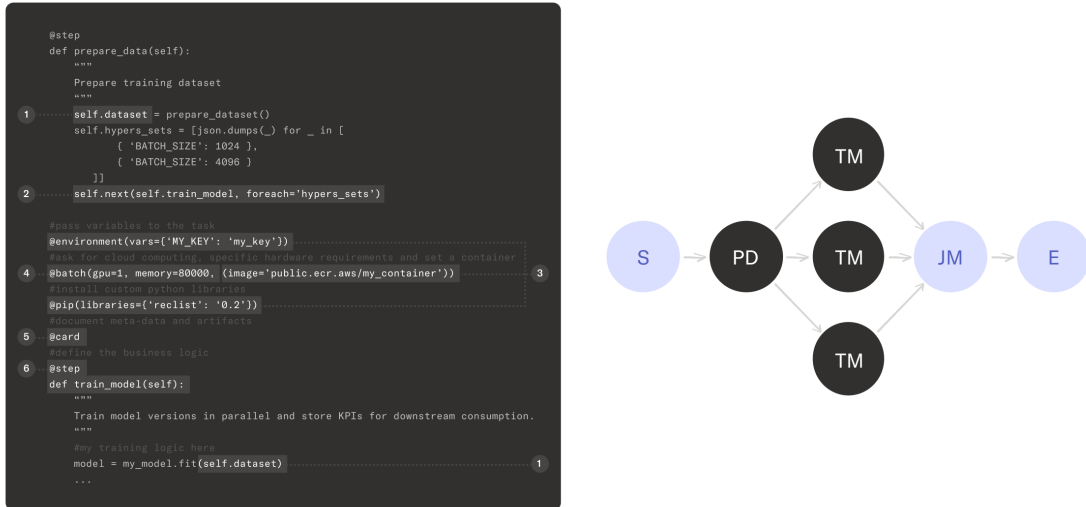 @step
def prepare_data(self):
“””
Prepare training dataset
“””
1 self.dataset = prepare_dataset()
self.hypers_sets = [json.dumps(_) for _ in [
{ ‘BATCH_SIZE’: 1024 },
{ ‘BATCH_SIZE’: 4096 }
]]
2 self.next(self.train_model, foreach=’hypers_sets’)
#pass variables to the task
@environment(vars={‘MY_KEY’: ‘my_key’})
#ask for cloud computing, specific hardware requirements and set a container
4 @batch(gpu=1, memory=80000, (image=’public.ecr.aws/my_container’)) 3
#install custom python libraries
@pip(libraries={‘reclist’: ‘0.2’})
#document meta-data and artifacts
5 @card
#define the business logic
6 @step
def train_model(self):
“””
Train model versions in parallel and store KPIs for downstream consumption.
“””
#my training logic here
model = my_model.fit(self.dataset) 1
...
TM
S PD TM JM E
TM